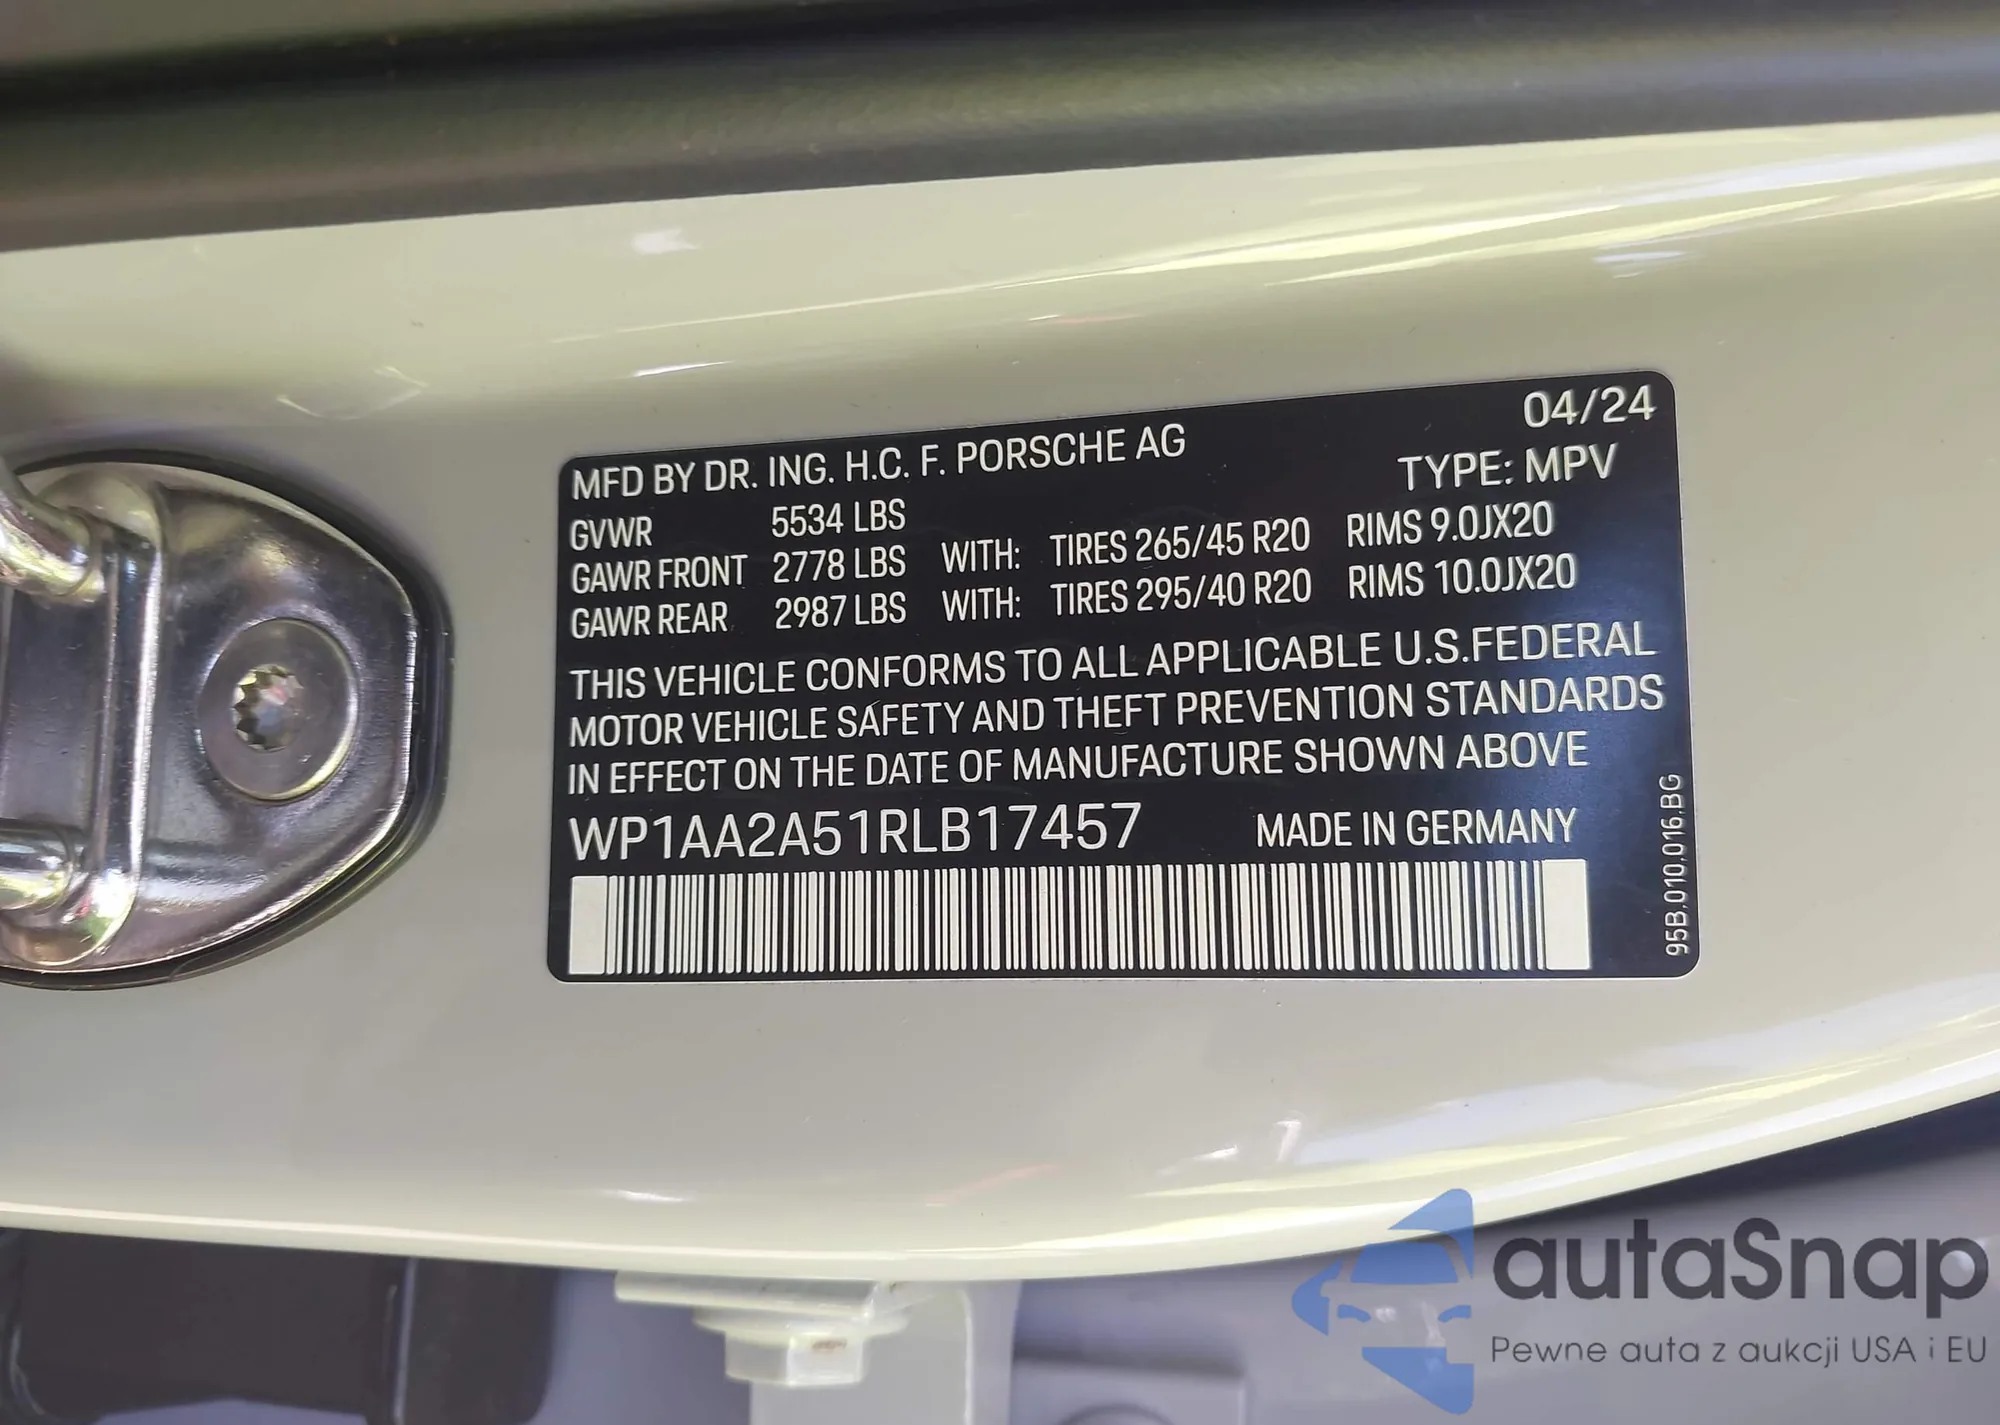 04/24
MFD BY DR. ING. H.C. F. PORSCHE AG TYPE: MPV
GVWR 5534 LBS
GAWR FRONT 2778 LBS WITH: TIRES 265/45 R20 RIMS 9.0JX20
GAWR REAR 2987 LBS WITH: TIRES 295/40 R20 RIMS 10.0JX20
THIS VEHICLE CONFORMS TO ALL APPLICABLE U.S.FEDERAL
MOTOR VEHICLE SAFETY AND THEFT PREVENTION STANDARDS
IN EFFECT ON THE DATE OF MANUFACTURE SHOWN ABOVE
WP1AA2A51RLB17457 MADE IN GERMANY
95B.010.016.BG
autaSnap
Pewne auta z aukcji USA i EU